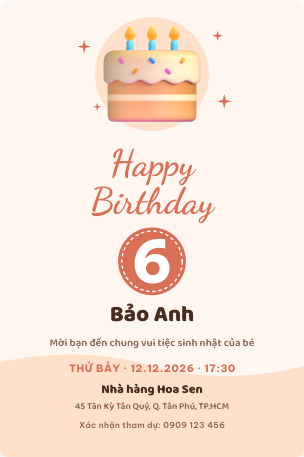 Happy
Birthday
6
Bảo Anh
Mời bạn đến chung vui tiệc sinh nhật của bé
THỨ BẢY · 12.12.2026 · 17:30
Nhà hàng Hoa Sen
45 Tân Kỳ Tân Quý, Q. Tân Phú, TP.HCM
Xác nhận tham dự: 0909 123 456